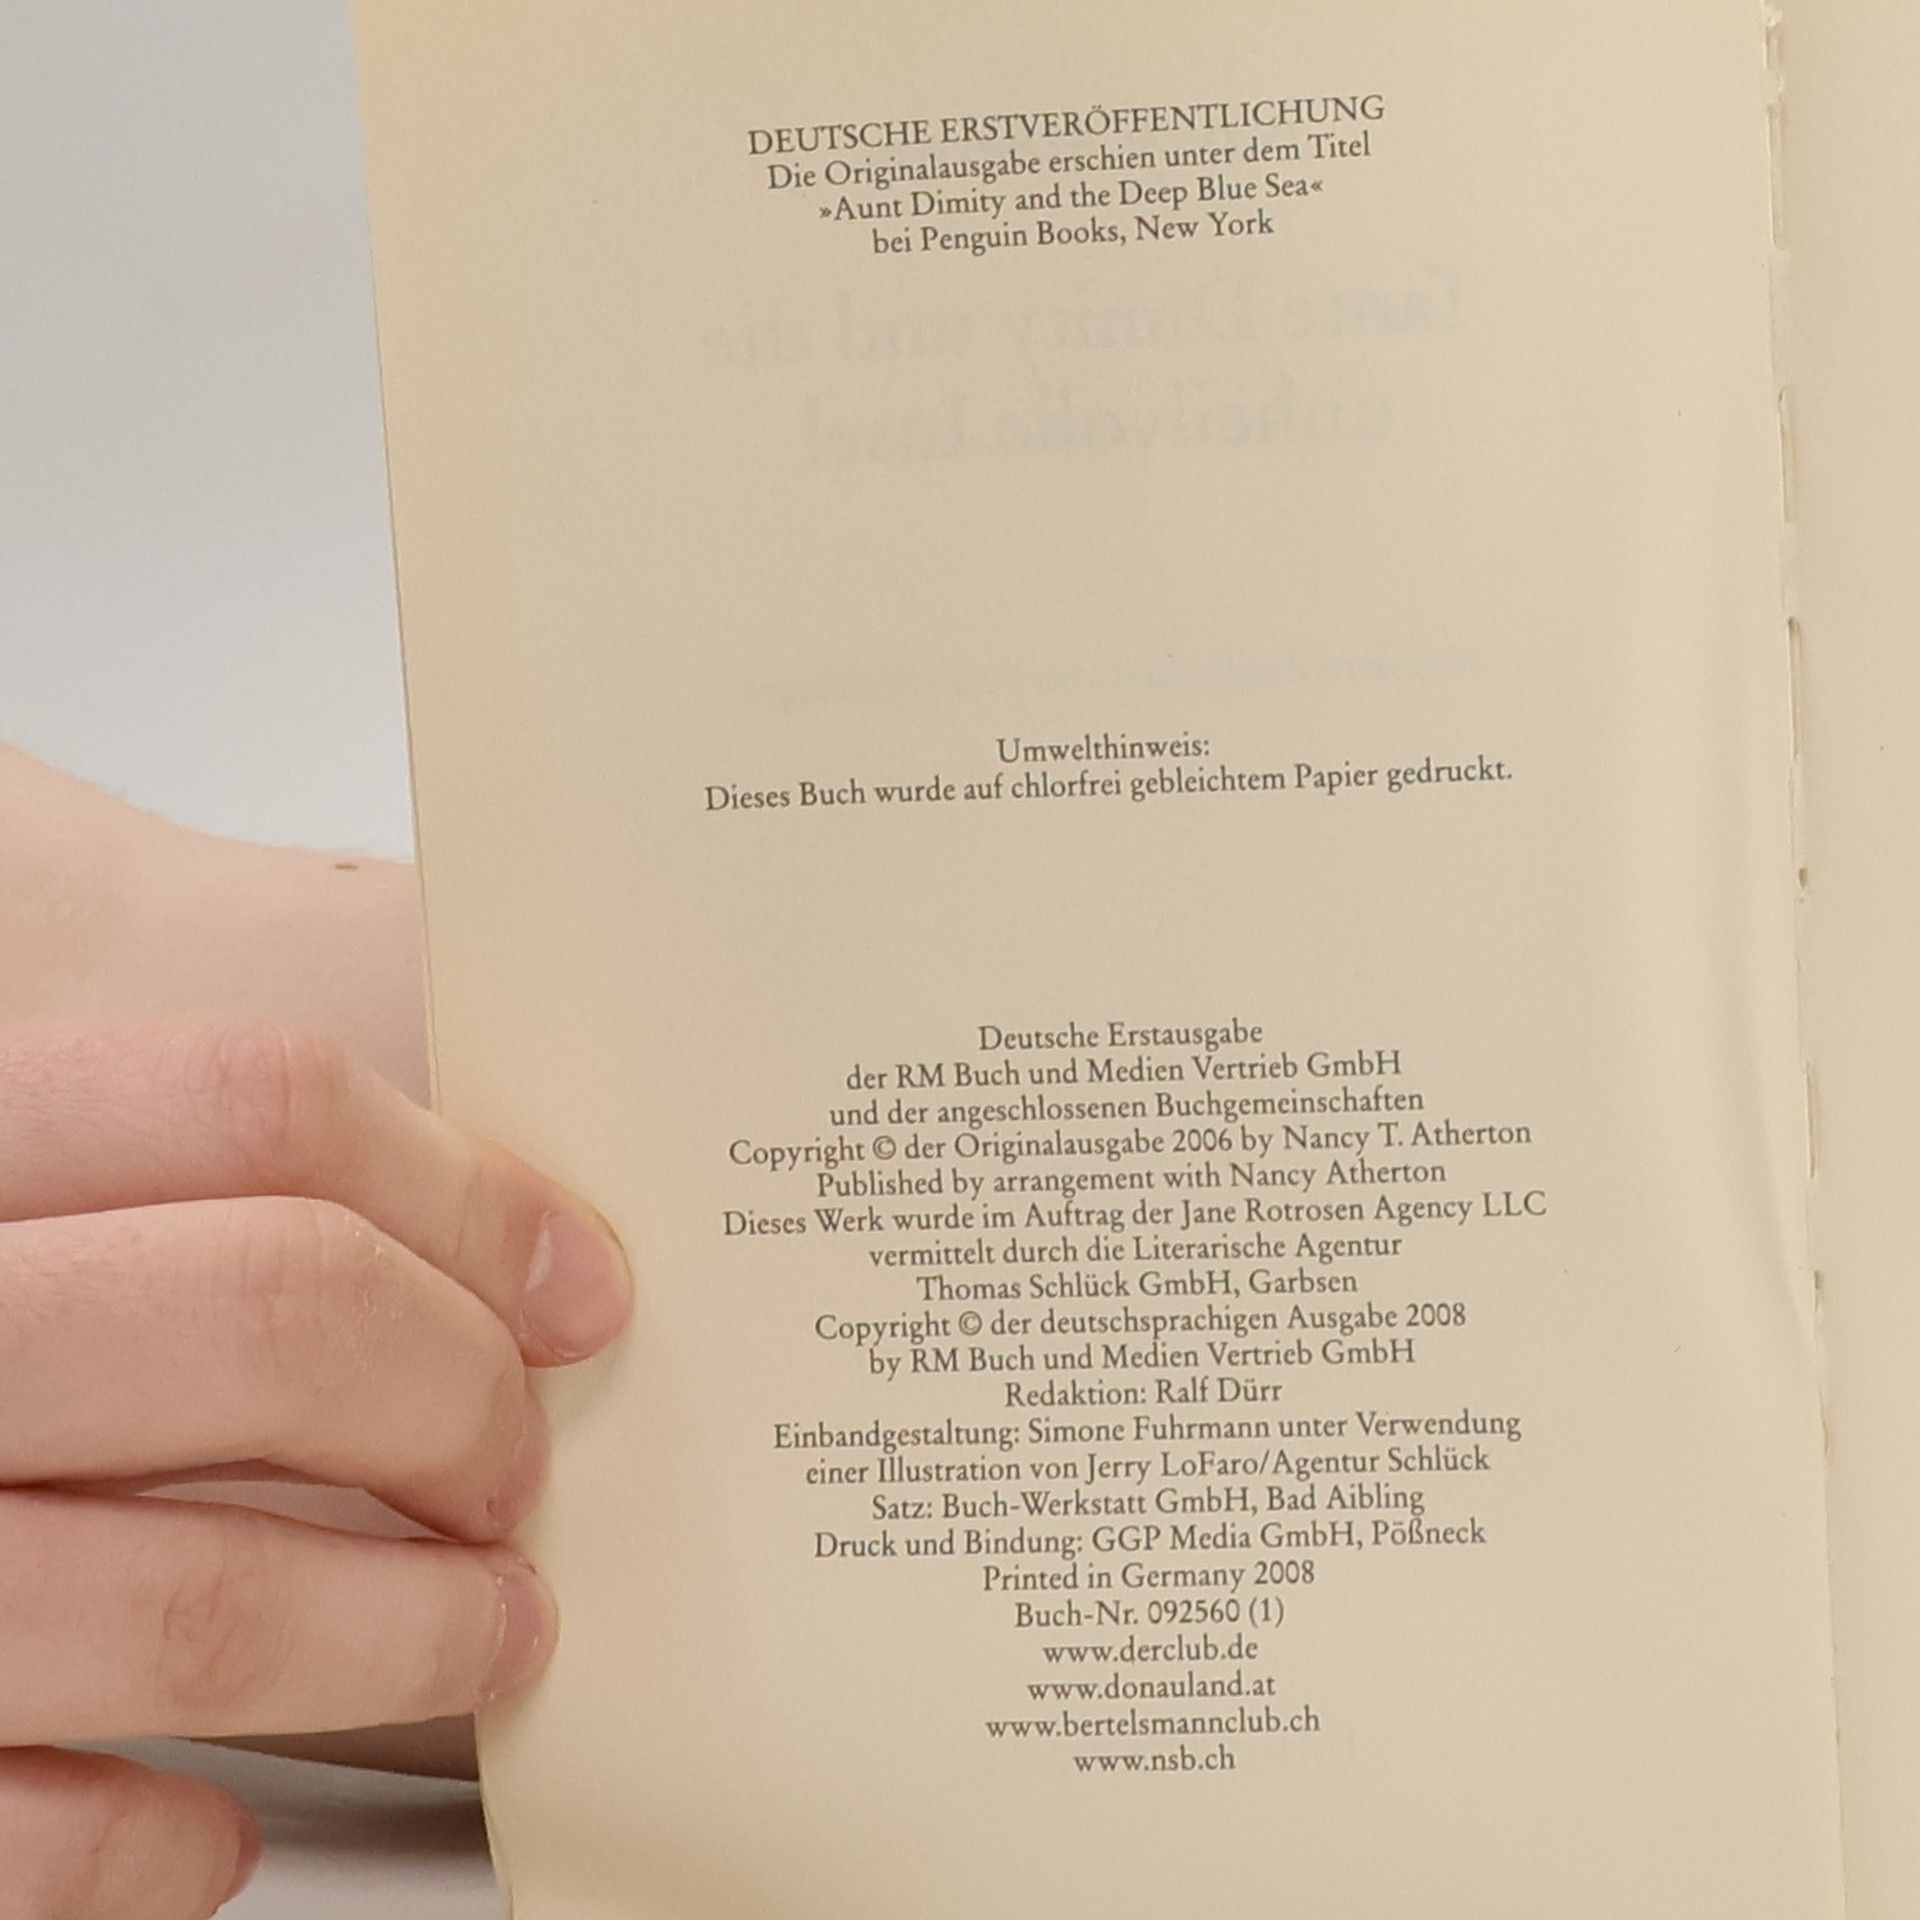 DEUTSCHE ERSTVERÖFFENTLICHUNG
Die Originalausgabe erschien unter dem Titel
»Aunt Dimity and the Deep Blue Sea«
bei Penguin Books, New York
Umwelthinweis:
Dieses Buch wurde auf chlorfrei gebleichtem Papier gedruckt.
Deutsche Erstausgabe
der RM Buch und Medien Vertrieb GmbH
und der angeschlossenen Buchgemeinschaften
Copyright © der Originalausgabe 2006 by Nancy T. Atherton
Published by arrangement with Nancy Atherton
Dieses Werk wurde im Auftrag der Jane Rotrosen Agency LLC
vermittelt durch die Literarische Agentur
Thomas Schlück GmbH, Garbsen
Copyright © der deutschsprachigen Ausgabe 2008
by RM Buch und Medien Vertrieb GmbH
Redaktion: Ralf Dürr
Einbandgestaltung: Simone Fuhrmann unter Verwendung
einer Illustration von Jerry LoFaro/Agentur Schlück
Satz: Buch-Werkstatt GmbH, Bad Aibling
Druck und Bindung: GGP Media GmbH, Pößneck
Printed in Germany 2008
Buch-Nr. 092560 (1)
www.derclub.de
www.donauland.at
www.bertelsmannclub.ch
www.nsb.ch